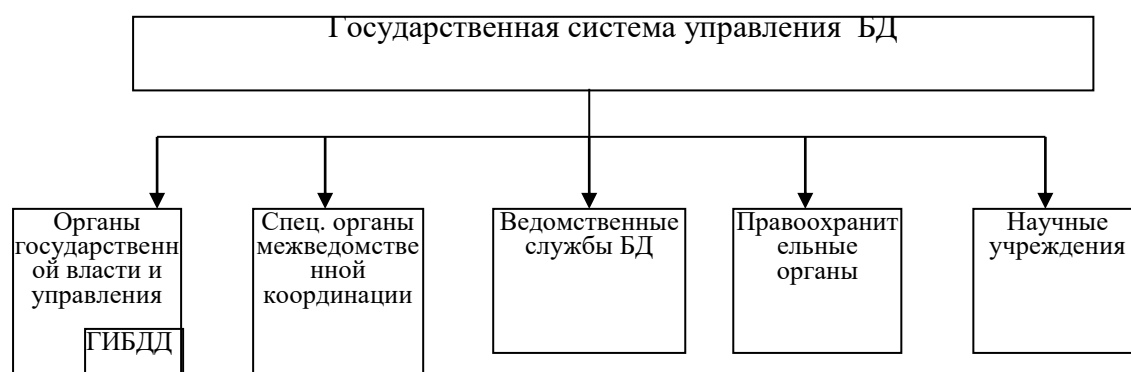 Государственная система управления БД
Органы
государственн
ой власти и
управления
ГИБДД
Спец. органы
межведомстве
нной
координации
Ведомственные
службы БД
Правоохранит
ельные
органы
Научные
учреждения